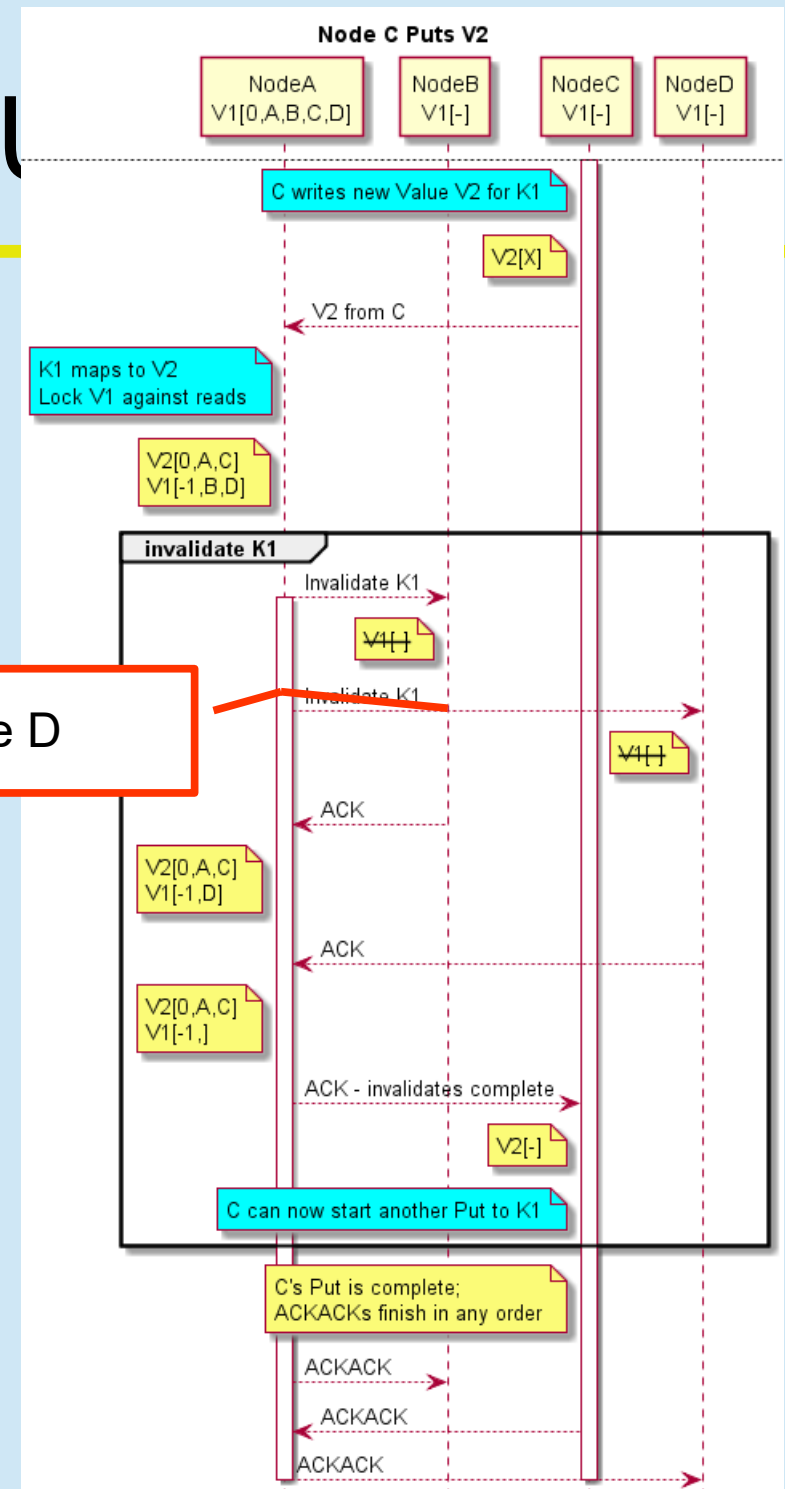 Node C Puts V2
NodeA
V1[0,A,B,C,D]
NodeB
V1[-]
NodeC
V1[-]
NodeD
V1[-]
C writes new Value V2 for K1
V2[X]
V2 from C
K1 maps to V2
Lock V1 against reads
V2[0,A,C]
V1[-1,B,D]
invalidate K1
Invalidate K1
V1[-]
Invalidate K1
e D
V1[-]
ACK
V2[0,A,C]
V1[-1,D]
ACK
V2[0,A,C]
V1[-1,]
ACK - invalidates complete
V2[-]
C can now start another Put to K1
C's Put is complete;
ACKACKs finish in any order
ACKACK
ACKACK
ACKACK